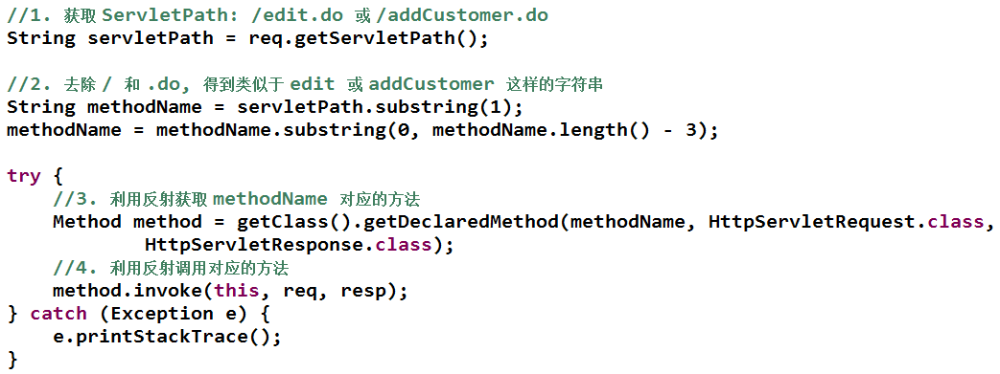 //1. 获取 ServletPath: /edit.do 或 /addCustomer.do
String servletPath = req.getServletPath();
//2. 去除 / 和 .do, 得到类似于 edit 或 addCustomer 这样的字符串
String methodName = servletPath.substring(1);
methodName = methodName.substring(0, methodName.length() - 3);
try {
//3. 利用反射获取 methodName 对应的方法
Method method = getClass().getDeclaredMethod(methodName, HttpServletRequest.class,
HttpServletResponse.class);
//4. 利用反射调用对应的方法
method.invoke(this, req, resp);
} catch (Exception e) {
e.printStackTrace();
}